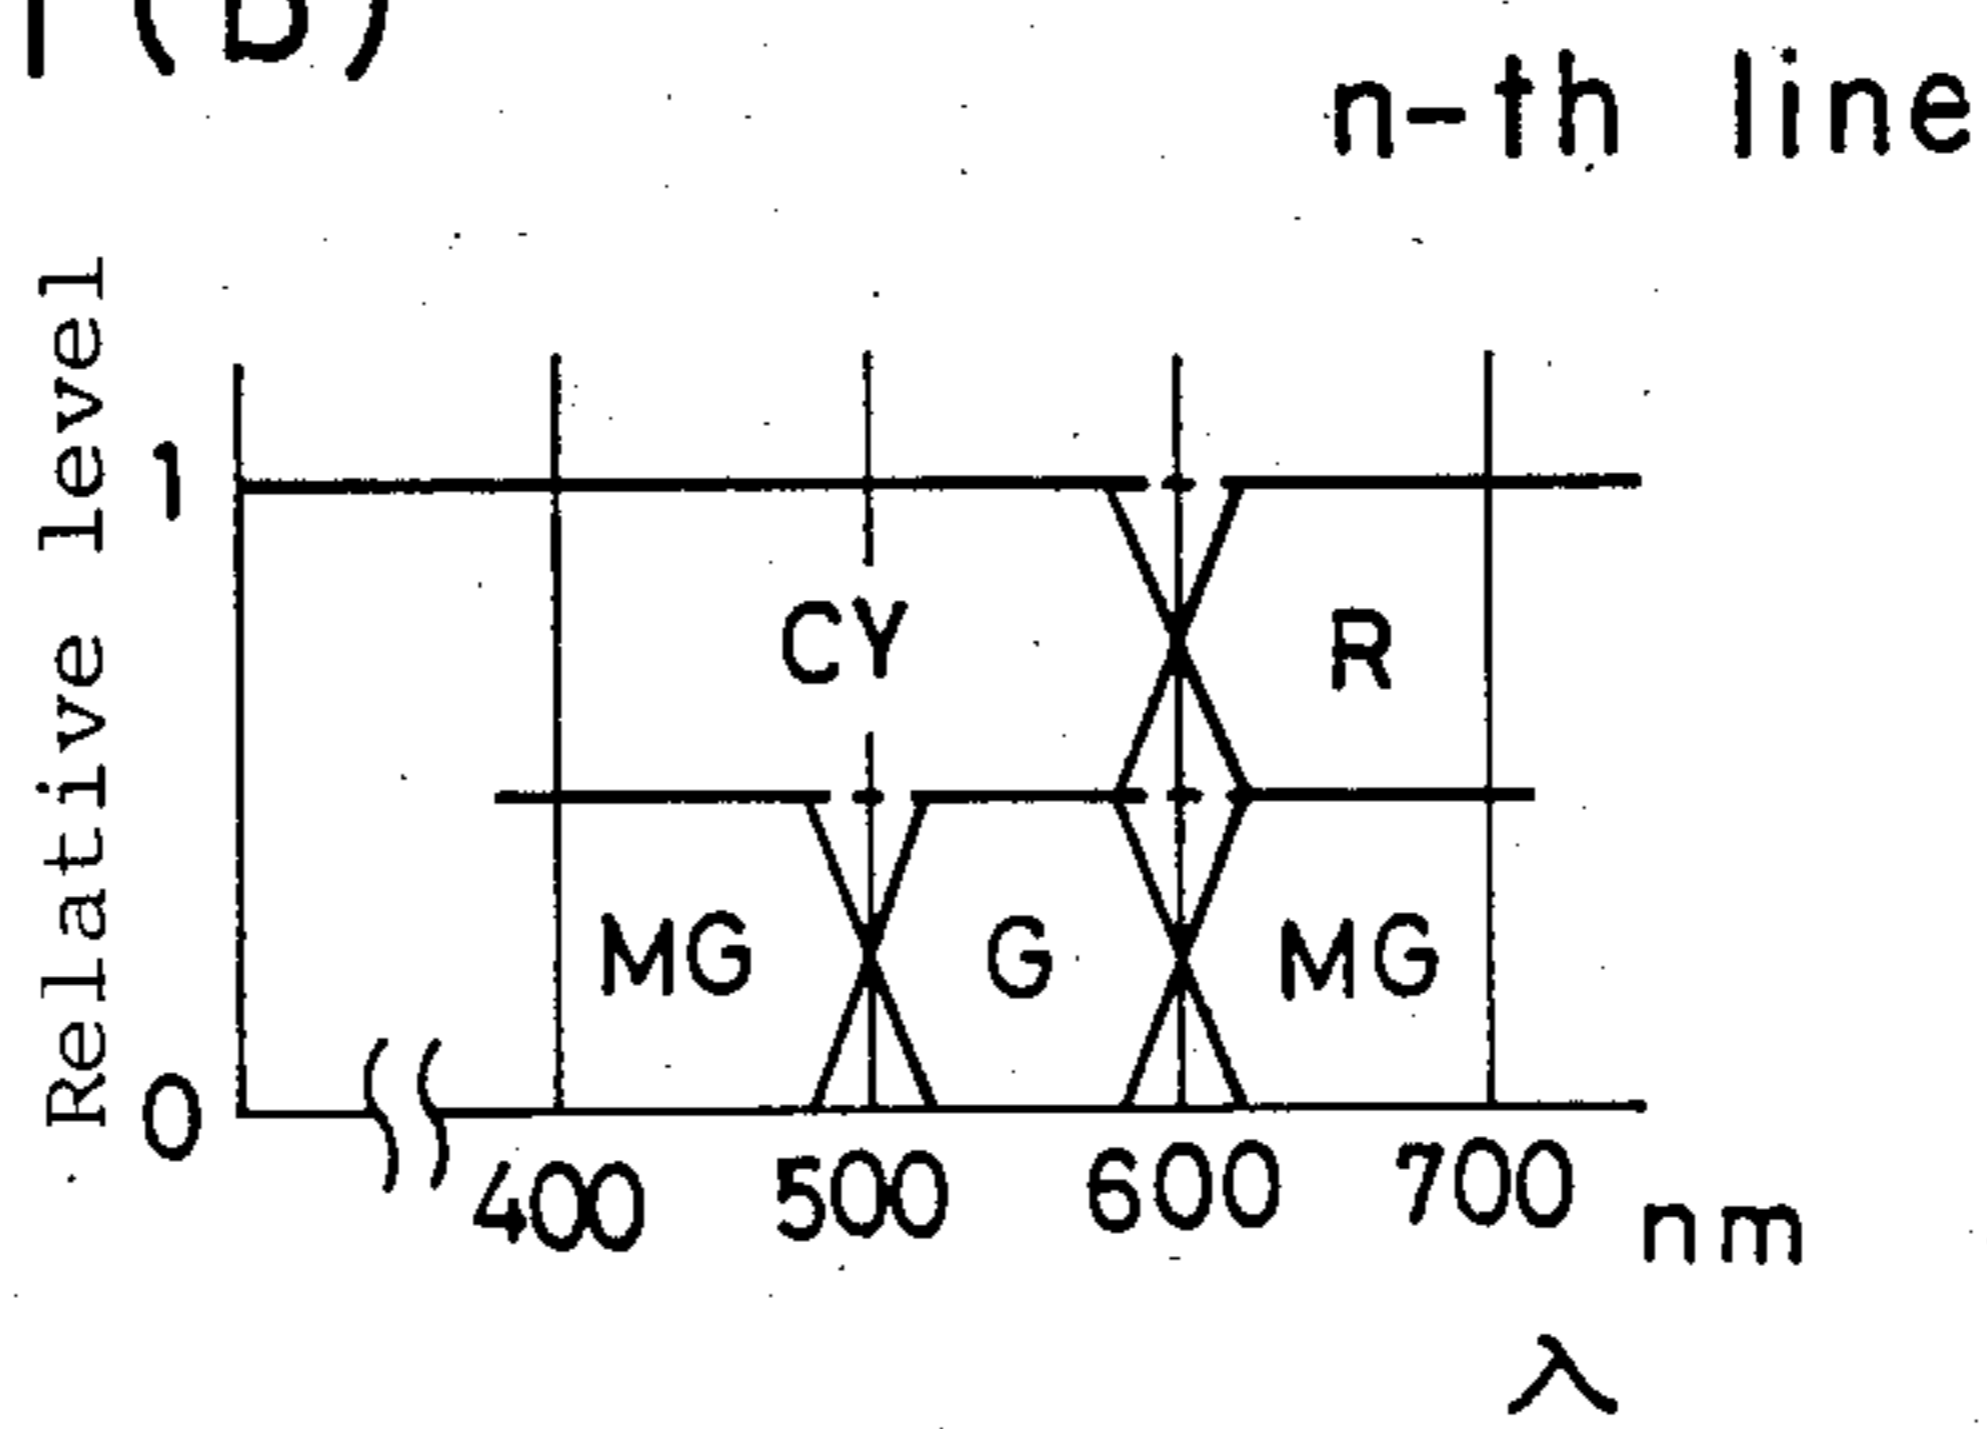 (B)
n-th line
Relative level
1
CY R
MG G MG
0
400 500 600 700 nm
λ